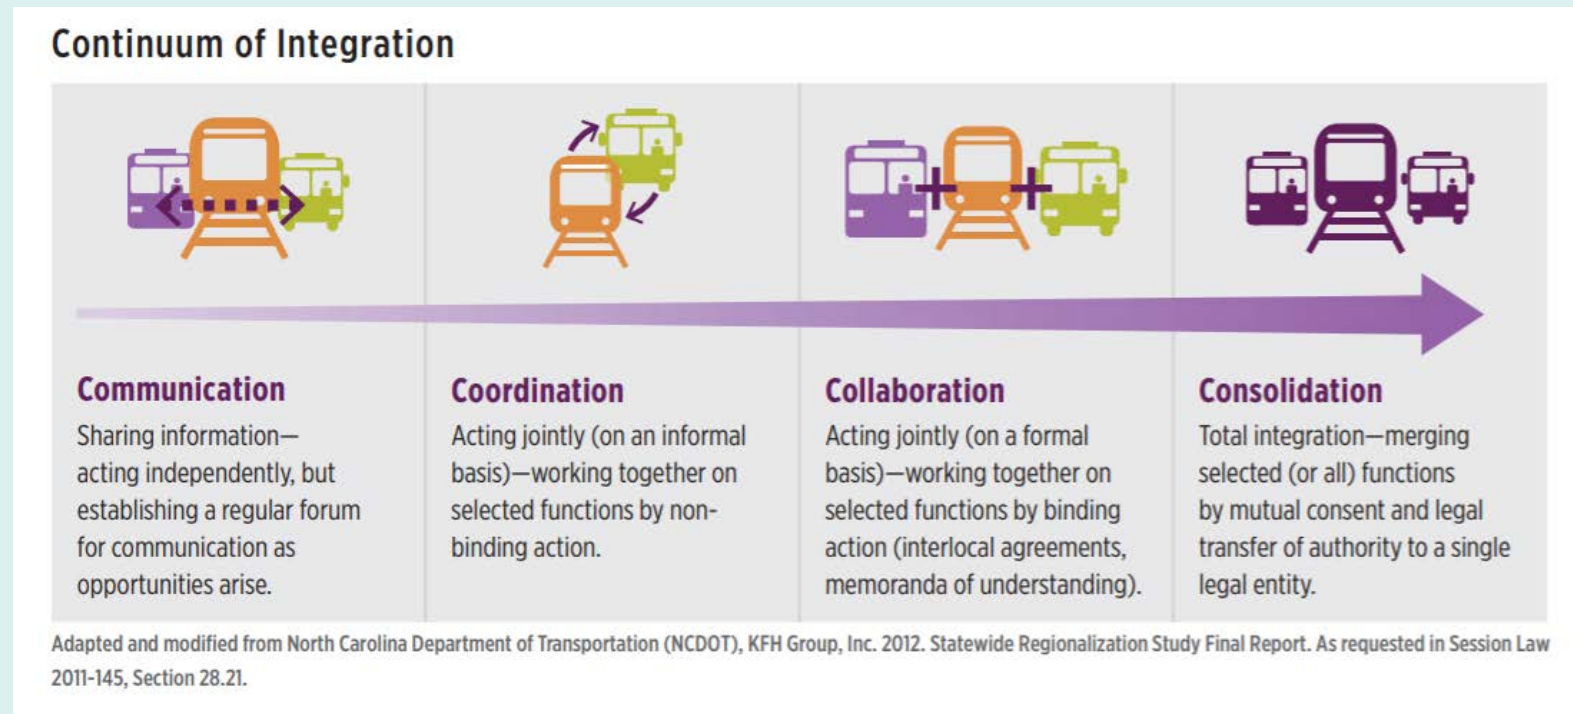 Continuum of Integration
Communication
Sharing information—
acting independently, but
establishing a regular forum
for communication as
opportunities arise.
Coordination
Acting jointly (on an informal
basis)—working together on
selected functions by non-
binding action.
Collaboration
Acting jointly (on a formal
basis)—working together on
selected functions by binding
action (interlocal agreements,
memoranda of understanding).
Consolidation
Total integration—merging
selected (or all) functions
by mutual consent and legal
transfer of authority to a single
legal entity.
Adapted and modified from North Carolina Department of Transportation (NCDOT), KFH Group, Inc. 2012. Statewide Regionalization Study Final Report. As requested in Session Law
2011-145, Section 28.21.